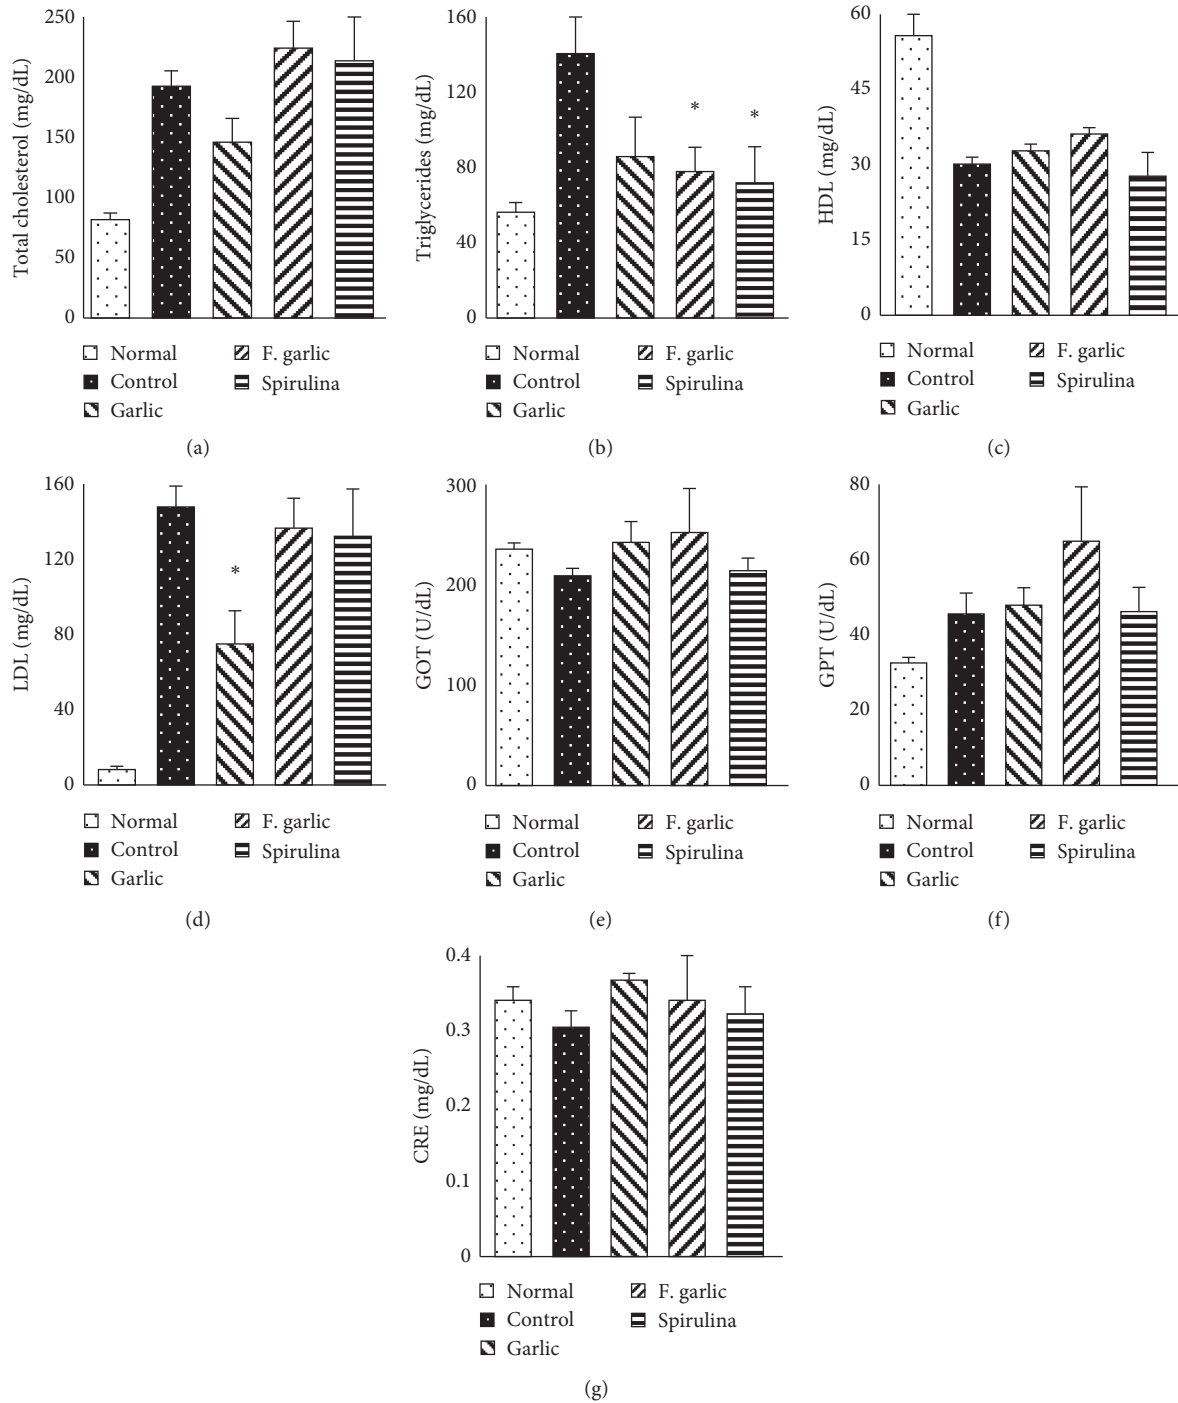 250
200
150
100
50
0
Total cholesterol (mg/dL)
Normal
F. garlic
Control
Spirulina
Garlic
(a)
160
120
80
40
0
Triglycerides (mg/dL)
*
*
Normal
F. garlic
Control
Spirulina
Garlic
(b)
60
45
30
15
0
HDL (mg/dL)
Normal
F. garlic
Control
Spirulina
Garlic
(c)
160
120
80
40
0
LDL (mg/dL)
*
Normal
F. garlic
Control
Spirulina
Garlic
(d)
300
200
100
0
GOT (U/dL)
Normal
F. garlic
Control
Spirulina
Garlic
(e)
80
60
40
20
0
GPT (U/dL)
Normal
F. garlic
Control
Spirulina
Garlic
(f)
0.4
0.3
0.2
0.1
0
CRE (mg/dL)
Normal
F. garlic
Control
Spirulina
Garlic
(g)